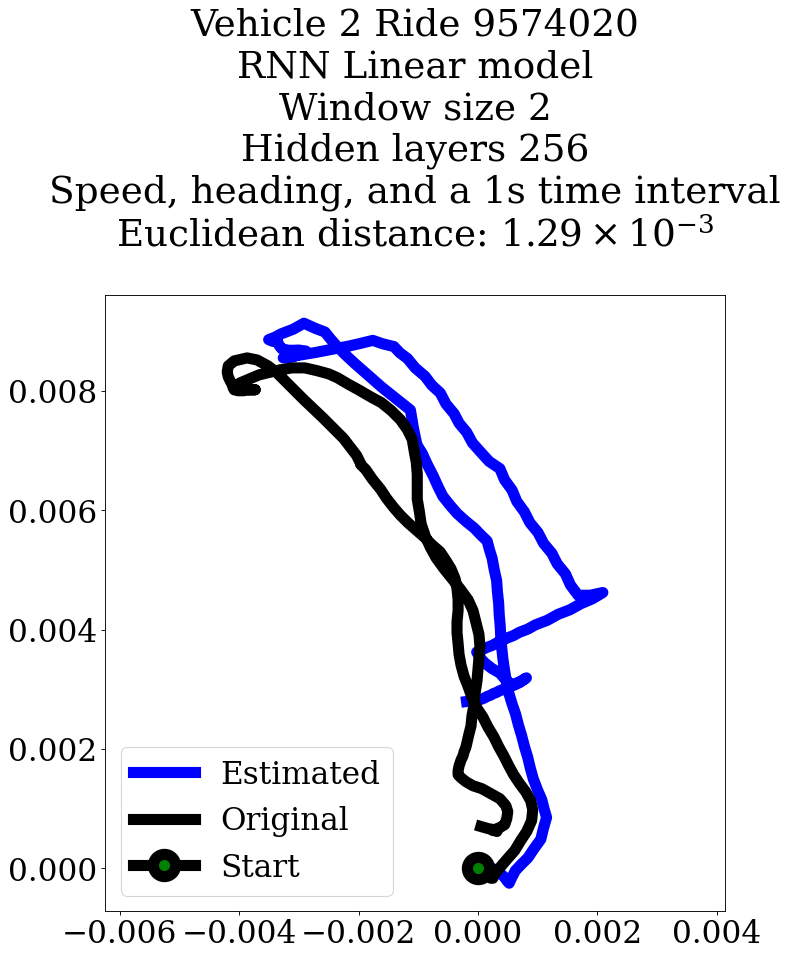 Vehicle 2 Ride 9574020
RNN Linear model
Window size 2
Hidden layers 256
Speed, heading, and a 1s time interval
Euclidean distance: 1.29 × 10⁻³
0.008
0.006
0.004
0.002
0.000
Estimated
Original
Start
−0.006 −0.004 −0.002 0.000 0.002 0.004